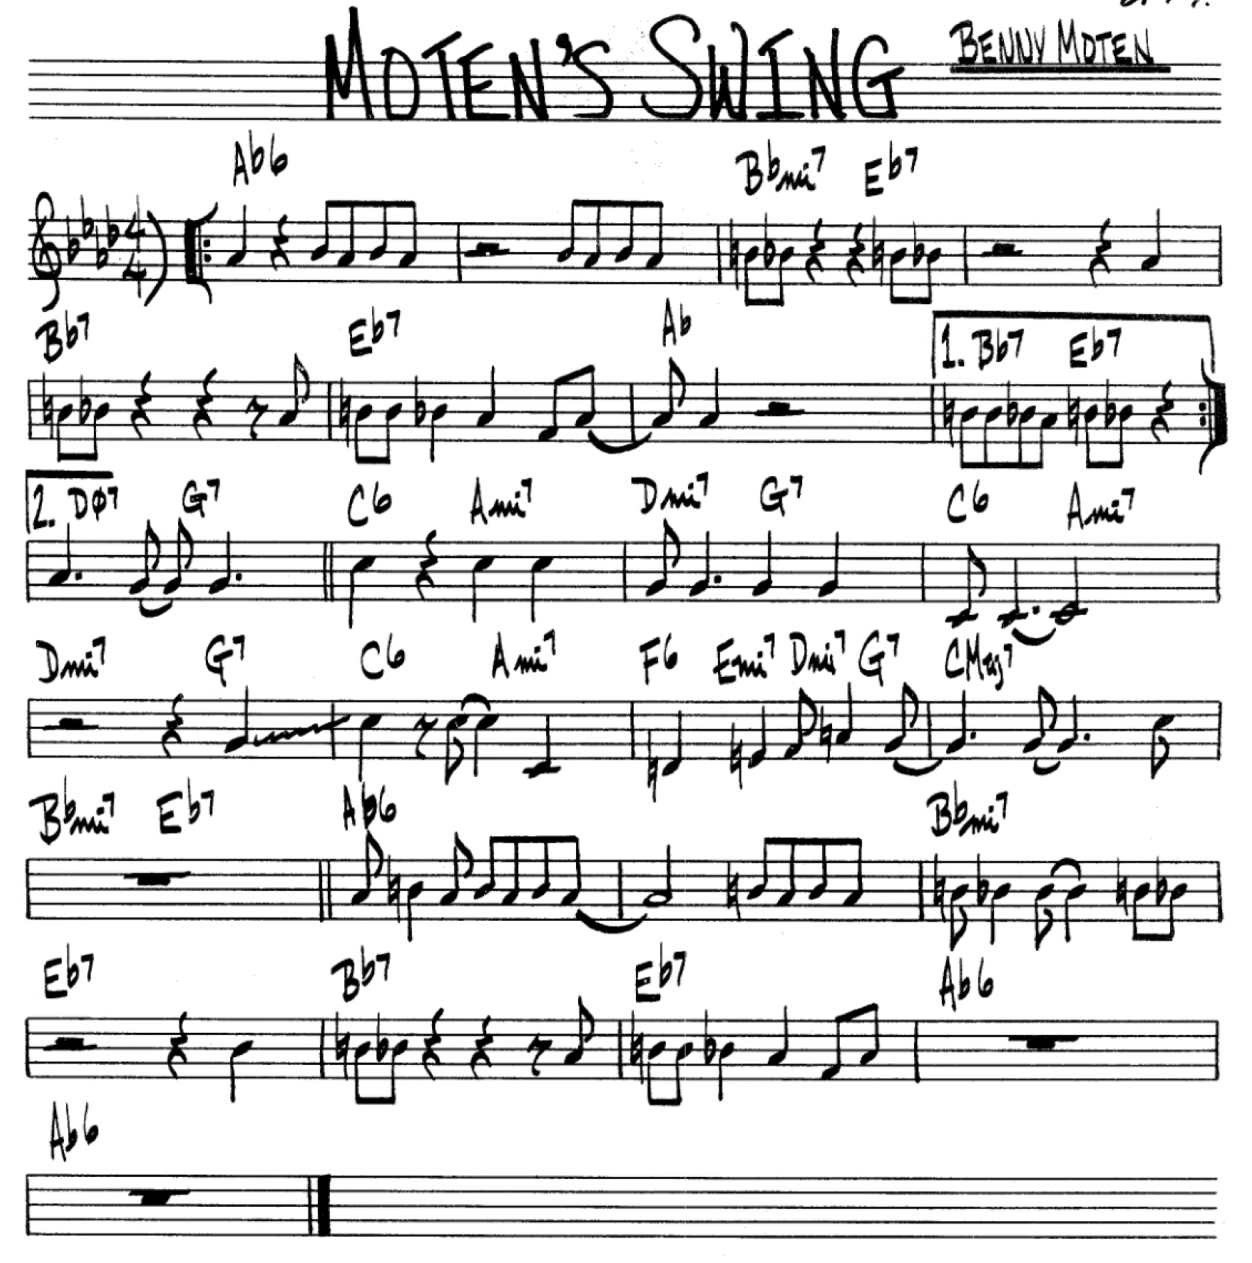 MOTEN'S SWING
BENNY MOTEN
Ab6 Bbmi7 Eb7
4
4
Bb7 Eb7 Ab 1. Bb7 Eb7
2. DØ7 G7 C6 Ami7 Dmi7 G7 C6 Ami7
Dmi7 G7 C6 Ami7 F6 Emi7 Dmi7 G7 CMaj7
Bbmi7 Eb7 Ab6 Bbmi7
Eb7 Bb7 Eb7 Ab6
Ab6